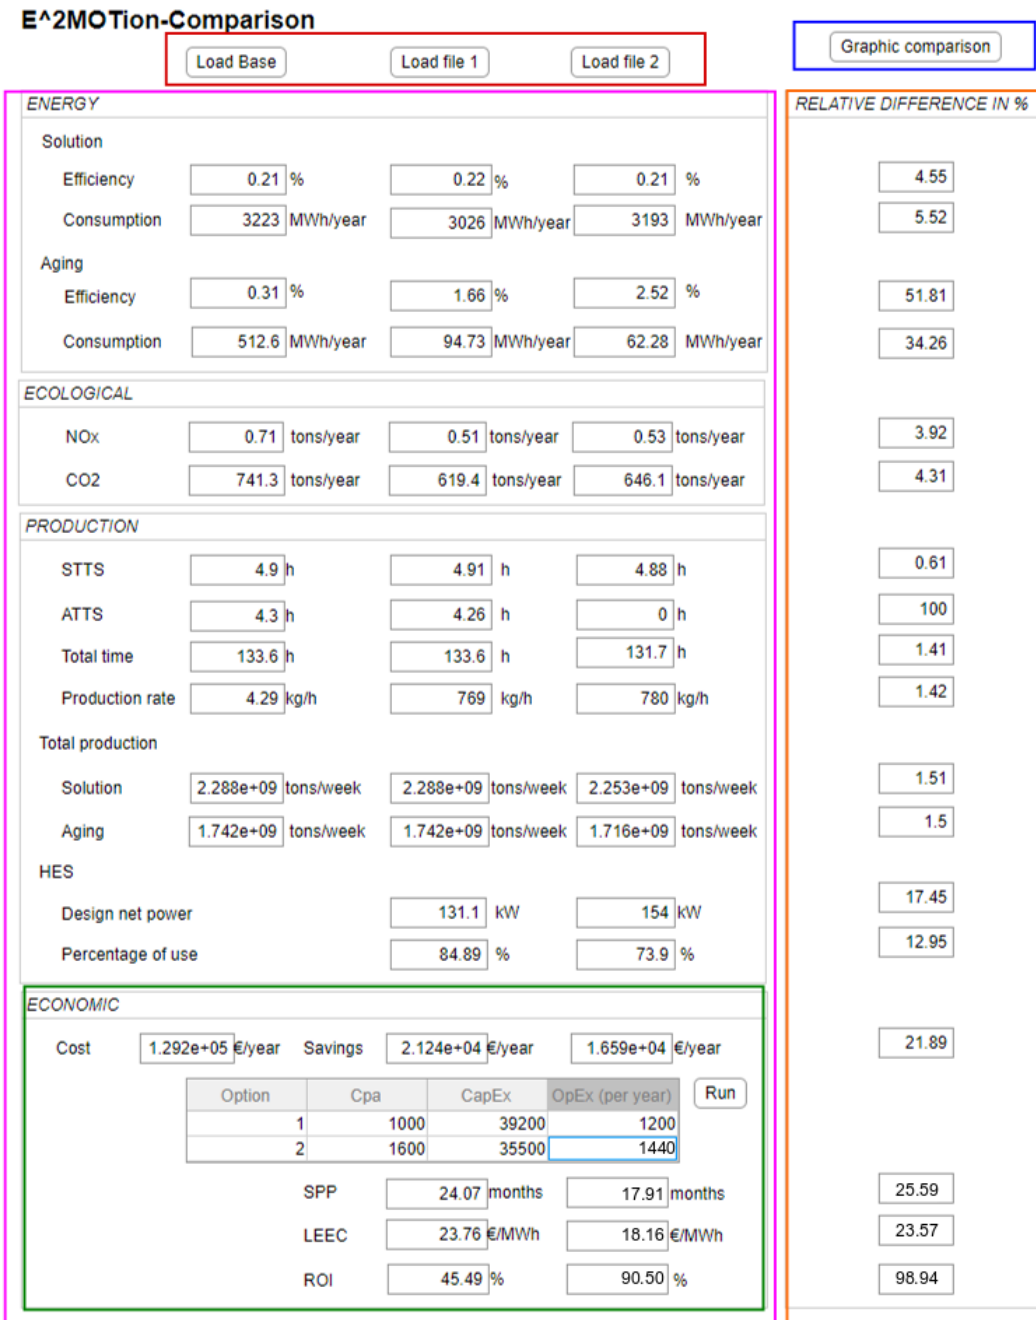 E^2MOTion-Comparison
Load Base Load file 1 Load file 2 Graphic comparison
ENERGY RELATIVE DIFFERENCE IN %
Solution
Efficiency 0.21 % 0.22 % 0.21 % 4.55
Consumption 3223 MWh/year 3026 MWh/year 3193 MWh/year 5.52
Aging
Efficiency 0.31 % 1.66 % 2.52 % 51.81
Consumption 512.6 MWh/year 94.73 MWh/year 62.28 MWh/year 34.26
ECOLOGICAL
NOx 0.71 tons/year 0.51 tons/year 0.53 tons/year 3.92
CO2 741.3 tons/year 619.4 tons/year 646.1 tons/year 4.31
PRODUCTION
STTS 4.9 h 4.91 h 4.88 h 0.61
ATTS 4.3 h 4.26 h 0 h 100
Total time 133.6 h 133.6 h 131.7 h 1.41
Production rate 4.29 kg/h 769 kg/h 780 kg/h 1.42
Total production
Solution 2.288e+09 tons/week 2.288e+09 tons/week 2.253e+09 tons/week 1.51
Aging 1.742e+09 tons/week 1.742e+09 tons/week 1.716e+09 tons/week 1.5
HES
Design net power 131.1 kW 154 kW 17.45
Percentage of use 84.89 % 73.9 % 12.95
ECONOMIC
Cost 1.292e+05 €/year Savings 2.124e+04 €/year 1.659e+04 €/year 21.89
Option Cpa CapEx OpEx (per year) Run
1 1000 39200 1200
2 1600 35500 1440
SPP 24.07 months 17.91 months 25.59
LEEC 23.76 €/MWh 18.16 €/MWh 23.57
ROI 45.49 % 90.50 % 98.94